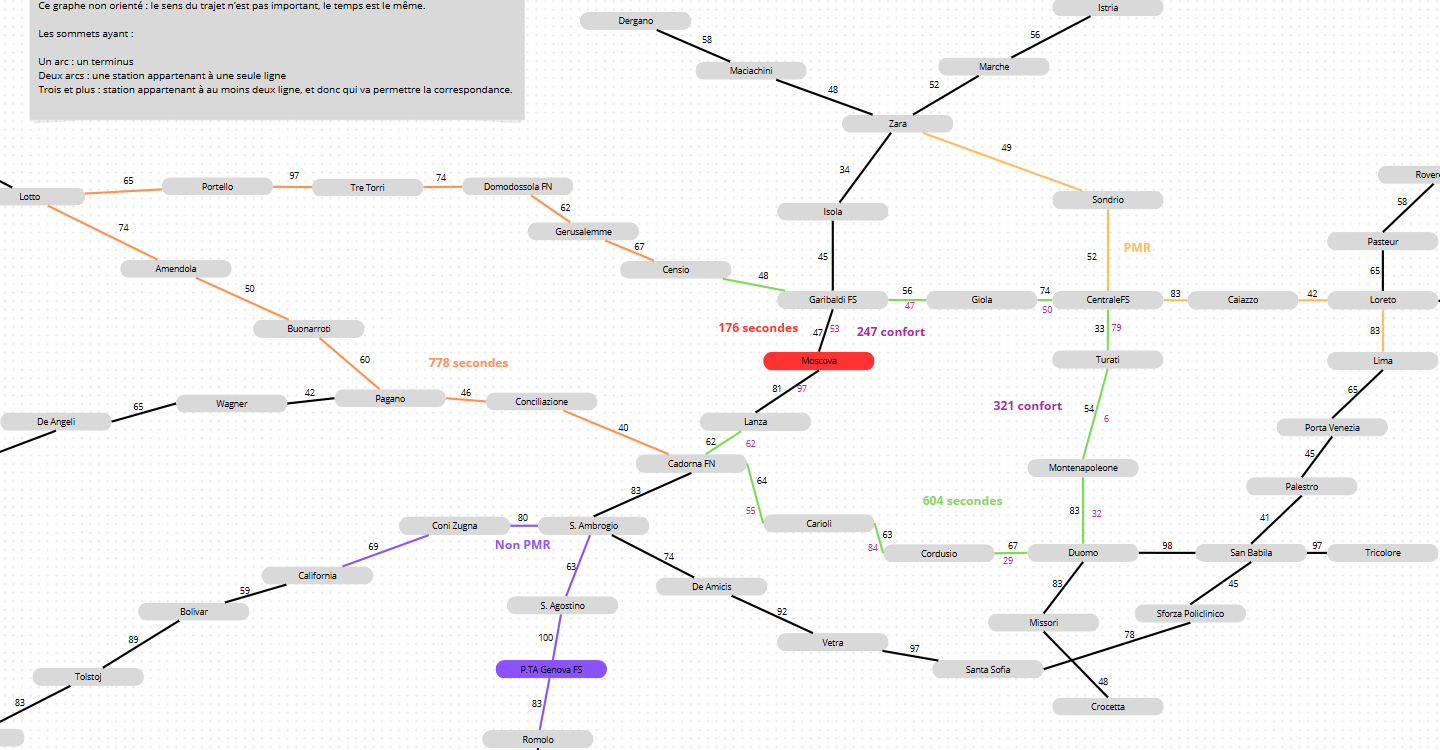 Ce graphe non orienté : le sens du trajet n'est pas important, le temps est le même.
Les sommets ayant :
Un arc : un terminus
Deux arcs : une station appartenant à une seule ligne
Trois et plus : station appartenant à au moins deux ligne, et donc qui va permettre la correspondance.
Istria
Dergano
56
58
Marche
Maciachini
52
48
Zara
49
34
Rover
65
97
74
58
Portello
Tre Torri
Domodossola FN
Lotto
Sondrio
62
Isola
74
Gerusalemme
Pasteur
67
PMR
45
52
Amendola
Censio
65
48
50
56
74
83
42
Garibaldi FS
Giola
CentraleFS
Caiazzo
Loreto
47
50
Buonarroti
176 secondes
47
53
247 confort
33
79
83
60
778 secondes
Moscova
Turati
Lima
81
97
65
42
46
Pagano
Conciliazione
Wagner
65
321 confort
54
6
De Angeli
40
Lanza
Porta Venezia
62
62
45
Cadorna FN
Montenapoleone
64
Palestro
83
604 secondes
55
83
32
80
41
Coni Zugna
S. Ambrogio
Carioli
63
Non PMR
84
67
98
97
69
Cordusio
Duomo
San Babila
Tricolore
29
74
63
California
83
45
59
De Amicis
Bolivar
S. Agostino
92
Sforza Policlinico
Missori
89
100
78
Vetra
97
P.TA Genova FS
Santa Sofia
Tolstoj
48
83
83
Crocetta
Romolo